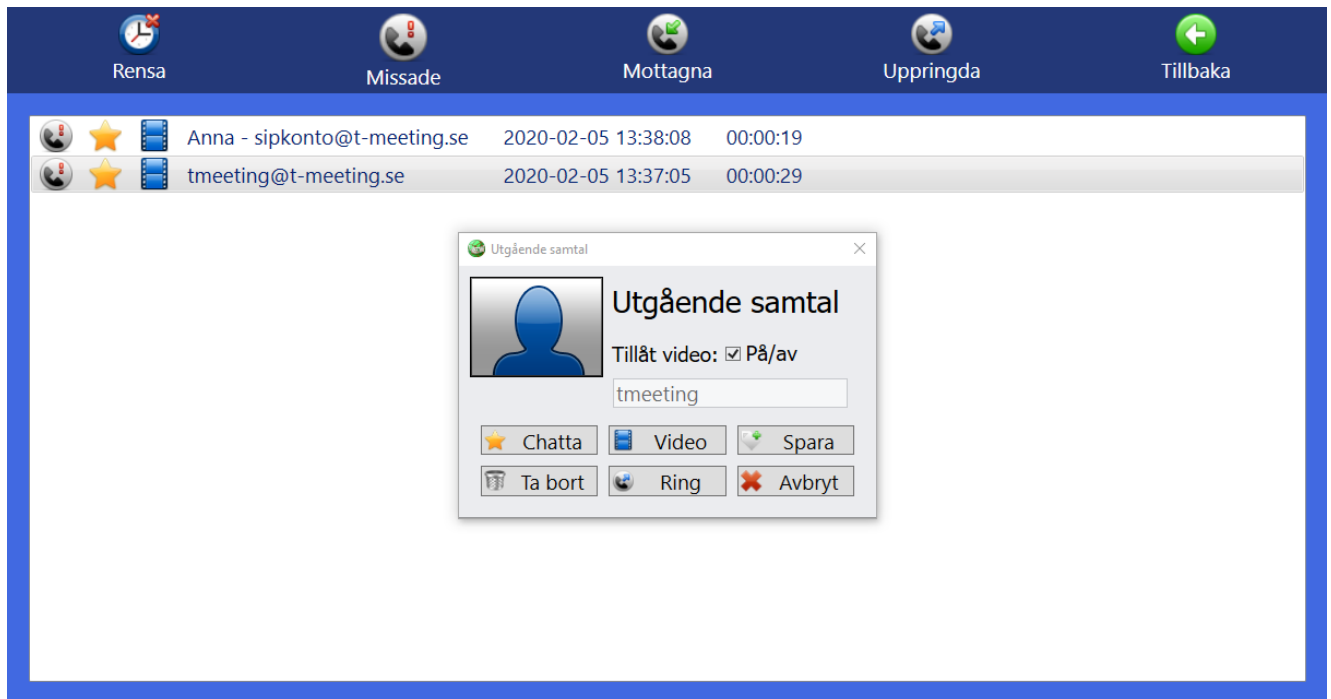 Rensa Missade Mottagna Uppringda Tillbaka
Anna - sipkonto@t-meeting.se 2020-02-05 13:38:08 00:00:19
tmeeting@t-meeting.se 2020-02-05 13:37:05 00:00:29
Utgående samtal
Utgående samtal
Tillåt video: På/av
tmeeting
Chatta Video Spara
Ta bort Ring Avbryt